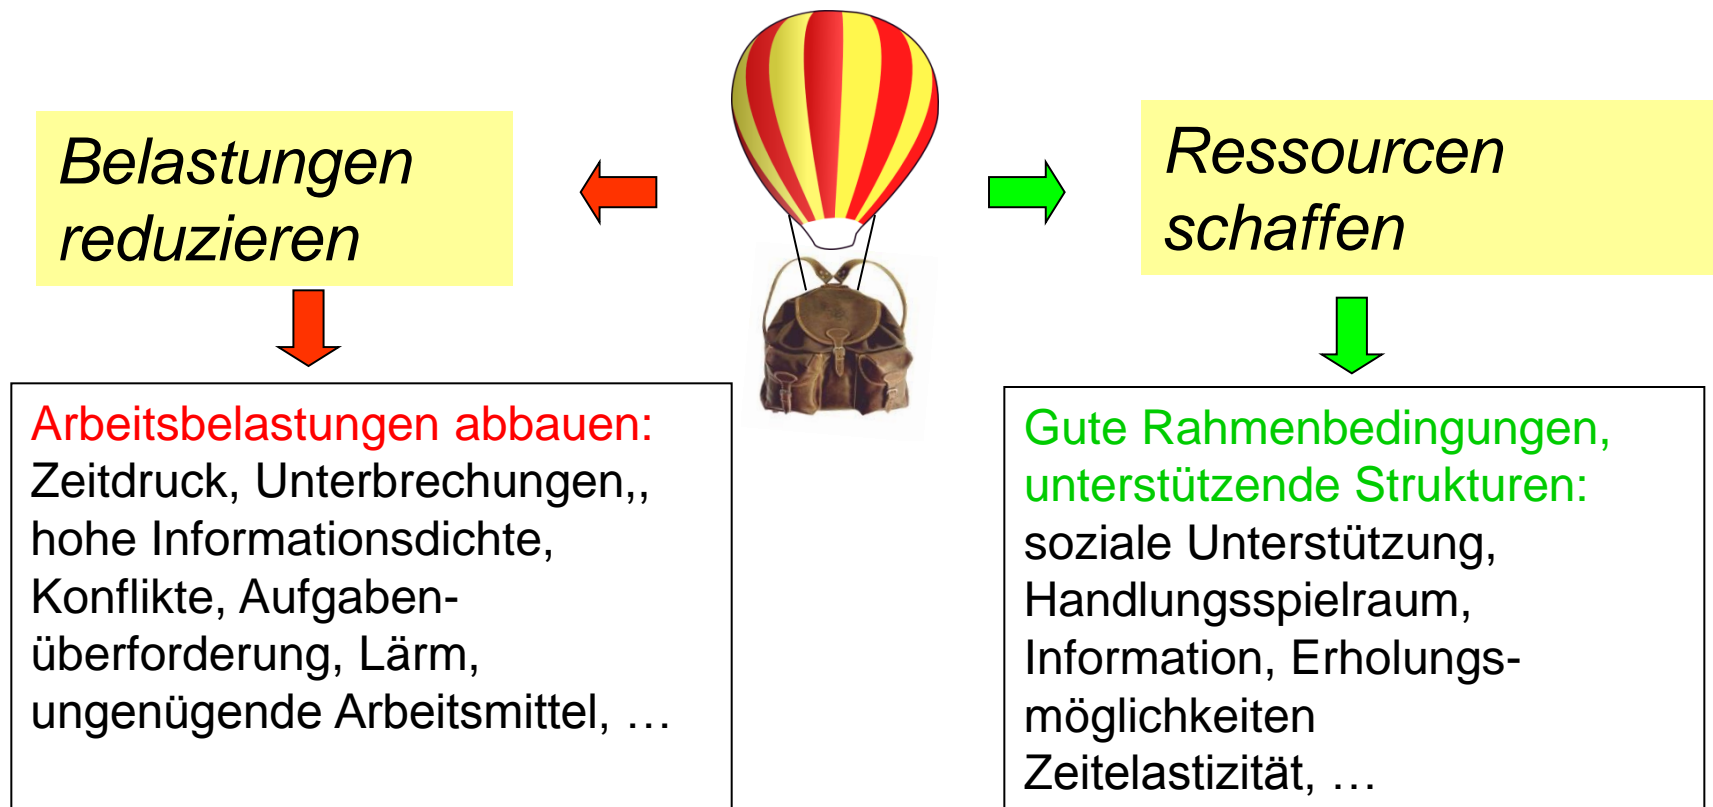 Belastungen
reduzieren
Arbeitsbelastungen abbauen:
Zeitdruck, Unterbrechungen,,
hohe Informationsdichte,
Konflikte, Aufgaben-
überforderung, Lärm,
ungenügende Arbeitsmittel, …
Ressourcen
schaffen
Gute Rahmenbedingungen,
unterstützende Strukturen:
soziale Unterstützung,
Handlungsspielraum,
Information, Erholungs-
möglichkeiten
Zeitelastizität, …